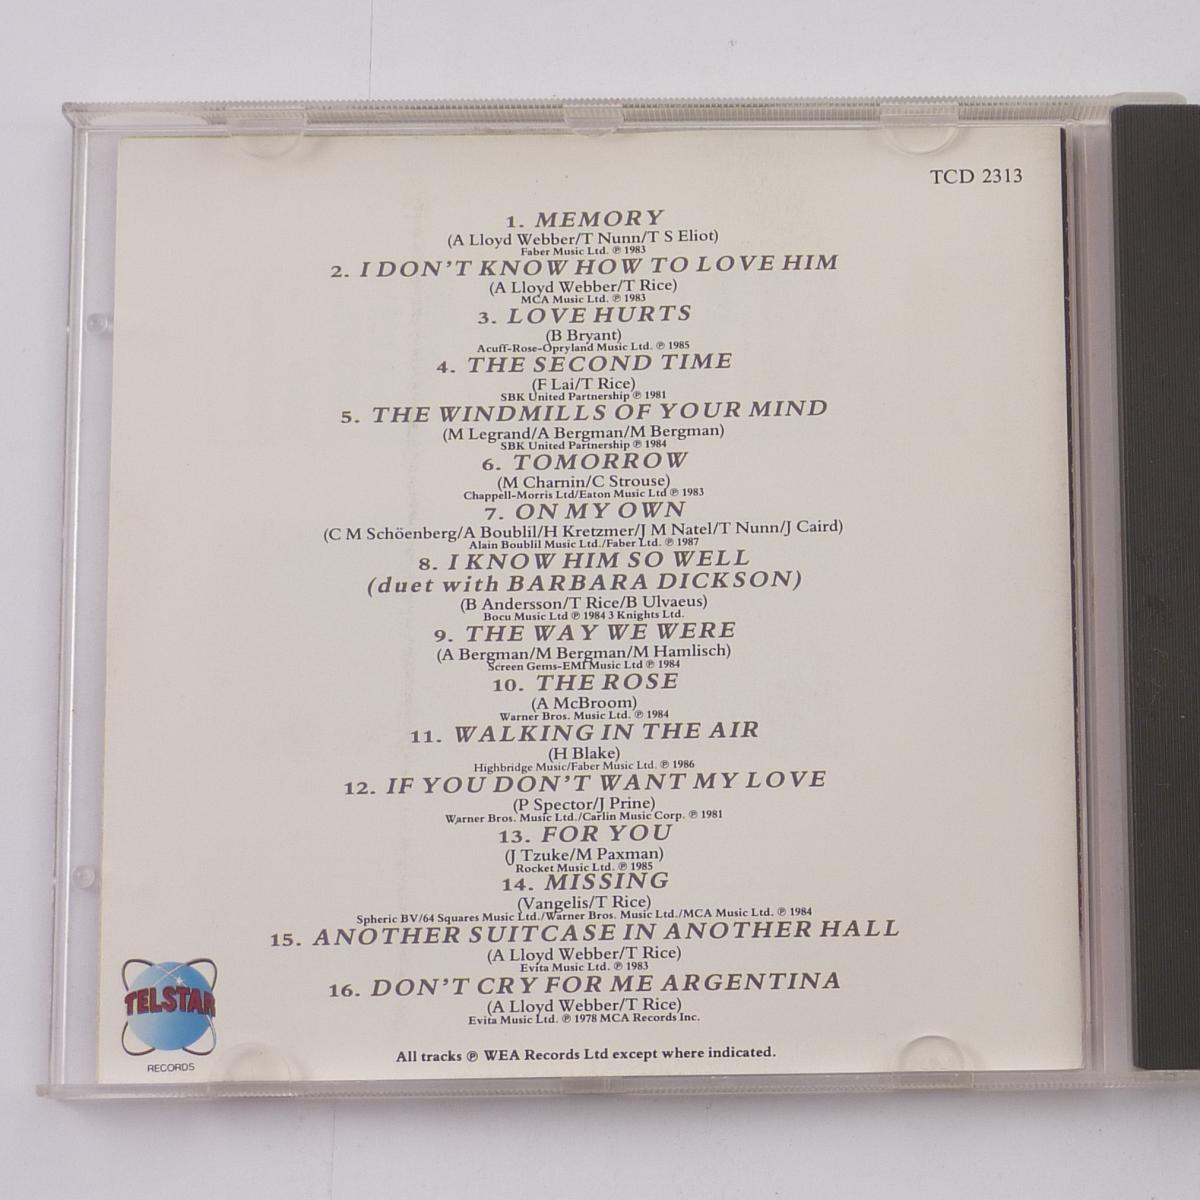 TCD 2313
1. MEMORY
(A Lloyd Webber/T Nunn/T S Eliot)
Faber Music Ltd. ℗ 1983
2. I DON'T KNOW HOW TO LOVE HIM
(A Lloyd Webber/T Rice)
MCA Music Ltd. ℗ 1983
3. LOVE HURTS
(B Bryant)
Acuff-Rose-Opryland Music Ltd. ℗ 1985
4. THE SECOND TIME
(F Lai/T Rice)
SBK United Partnership ℗ 1981
5. THE WINDMILLS OF YOUR MIND
(M Legrand/A Bergman/M Bergman)
SBK United Partnership ℗ 1984
6. TOMORROW
(M Charnin/C Strouse)
Chappell-Morris Ltd/Eaton Music Ltd ℗ 1983
7. ON MY OWN
(C M Schöenberg/A Boublil/H Kretzmer/J M Natel/T Nunn/J Caird)
Alain Boublil Music Ltd./Faber Ltd. ℗ 1987
8. I KNOW HIM SO WELL
(duet with BARBARA DICKSON)
(B Andersson/T Rice/B Ulvaeus)
Bocu Music Ltd ℗ 1984 3 Knights Ltd.
9. THE WAY WE WERE
(A Bergman/M Bergman/M Hamlisch)
Screen Gems-EMI Music Ltd ℗ 1984
10. THE ROSE
(A McBroom)
Warner Bros. Music Ltd. ℗ 1984
11. WALKING IN THE AIR
(H Blake)
Highbridge Music/Faber Music Ltd. ℗ 1986
12. IF YOU DON'T WANT MY LOVE
(P Spector/J Prine)
Warner Bros. Music Ltd./Carlin Music Corp. ℗ 1981
13. FOR YOU
(J Tzuke/M Paxman)
Rocket Music Ltd. ℗ 1985
14. MISSING
(Vangelis/T Rice)
Spheric BV/64 Squares Music Ltd./Warner Bros. Music Ltd./MCA Music Ltd. ℗ 1984
15. ANOTHER SUITCASE IN ANOTHER HALL
(A Lloyd Webber/T Rice)
Evita Music Ltd. ℗ 1983
16. DON'T CRY FOR ME ARGENTINA
(A Lloyd Webber/T Rice)
Evita Music Ltd. ℗ 1978 MCA Records Inc.
All tracks ℗ WEA Records Ltd except where indicated.
TELSTAR
RECORDS